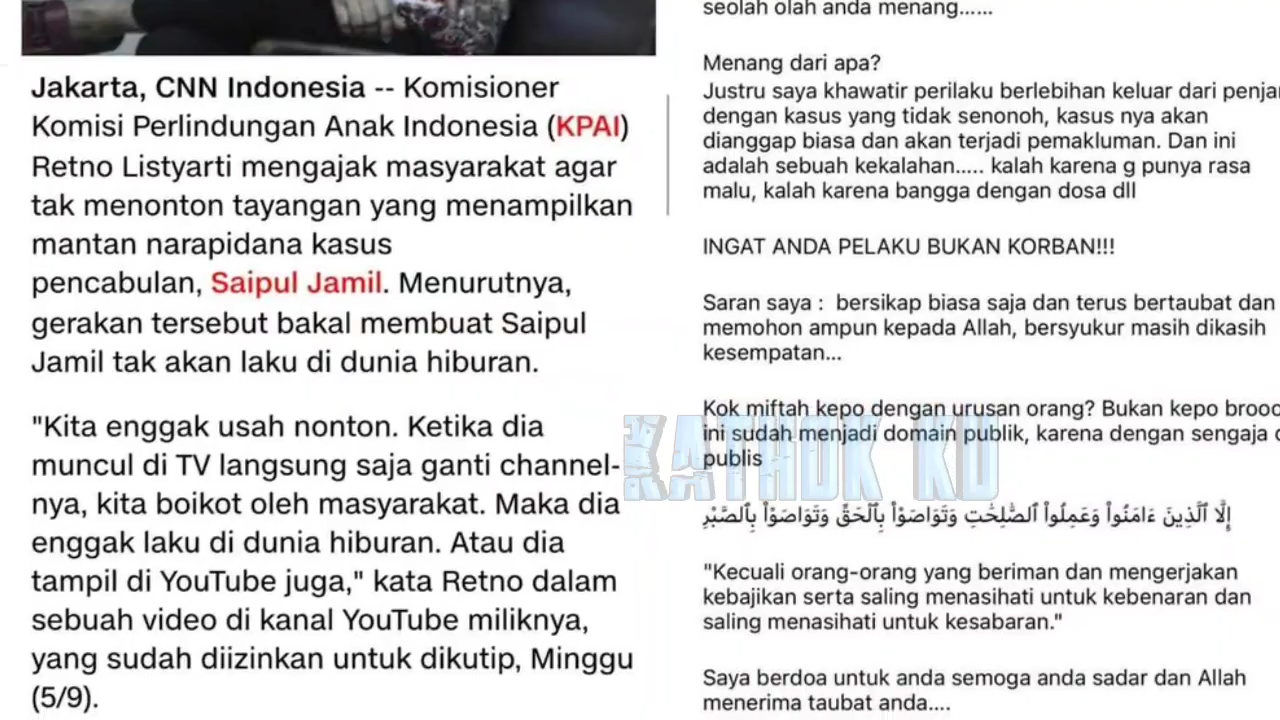 Jakarta, CNN Indonesia -- Komisioner
Komisi Perlindungan Anak Indonesia (KPAI)
Retno Listyarti mengajak masyarakat agar
tak menonton tayangan yang menampilkan
mantan narapidana kasus
pencabulan, Saipul Jamil. Menurutnya,
gerakan tersebut bakal membuat Saipul
Jamil tak akan laku di dunia hiburan.
"Kita enggak usah nonton. Ketika dia
muncul di TV langsung saja ganti channel-
nya, kita boikot oleh masyarakat. Maka dia
enggak laku di dunia hiburan. Atau dia
tampil di YouTube juga," kata Retno dalam
sebuah video di kanal YouTube miliknya,
yang sudah diizinkan untuk dikutip, Minggu
(5/9).
seolah olah anda menang......
Menang dari apa?
Justru saya khawatir perilaku berlebihan keluar dari penjar
dengan kasus yang tidak senonoh, kasus nya akan
dianggap biasa dan akan terjadi pemakluman. Dan ini
adalah sebuah kekalahan..... kalah karena g punya rasa
malu, kalah karena bangga dengan dosa dll
INGAT ANDA PELAKU BUKAN KORBAN!!!
Saran saya : bersikap biasa saja dan terus bertaubat dan
memohon ampun kepada Allah, bersyukur masih dikasih
kesempatan...
Kok miftah kepo dengan urusan orang? Bukan kepo brooo
ini sudah menjadi domain publik, karena dengan sengaja
publis
KATHOK KU
إِلَّا ٱلَّذِينَ ءَامَنُوا۟ وَعَمِلُوا۟ ٱلصَّٰلِحَٰتِ وَتَوَاصَوْا۟ بِٱلْحَقِّ وَتَوَاصَوْا۟ بِٱلصَّبْرِ
"Kecuali orang-orang yang beriman dan mengerjakan
kebajikan serta saling menasihati untuk kebenaran dan
saling menasihati untuk kesabaran."
Saya berdoa untuk anda semoga anda sadar dan Allah
menerima taubat anda....